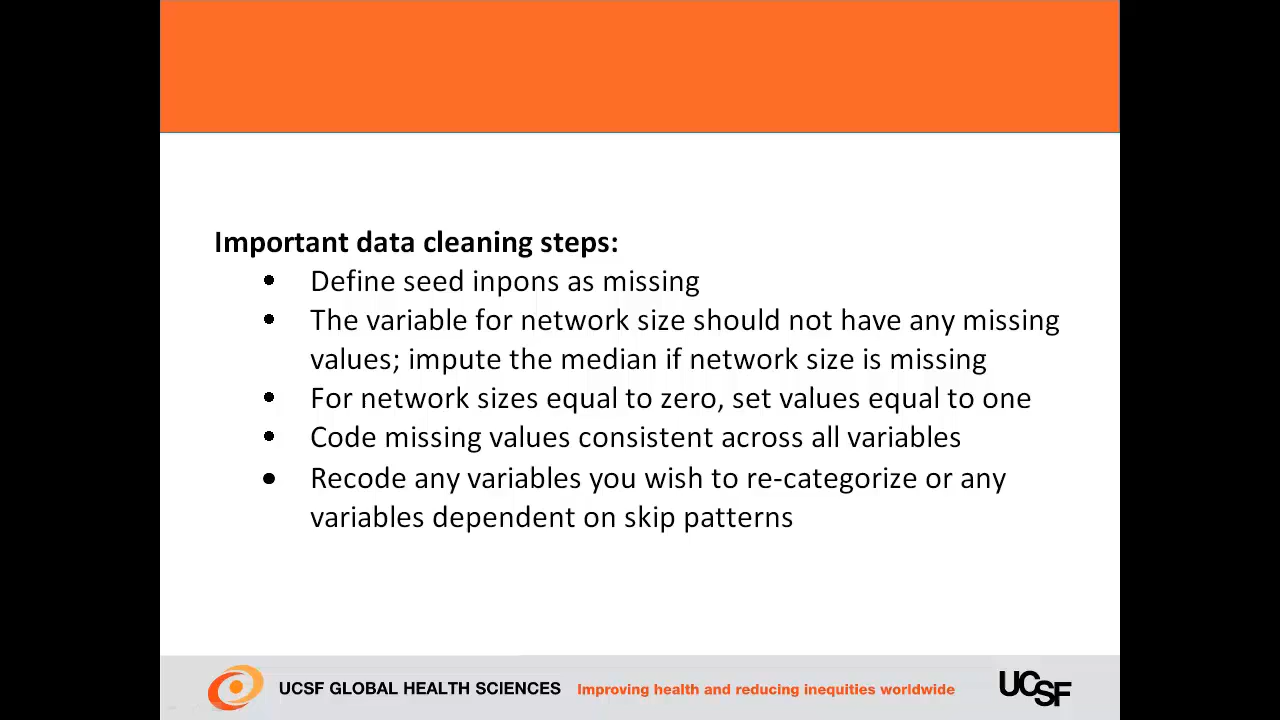 Important data cleaning steps:
• Define seed inpons as missing
• The variable for network size should not have any missing
values; impute the median if network size is missing
• For network sizes equal to zero, set values equal to one
• Code missing values consistent across all variables
• Recode any variables you wish to re-categorize or any
variables dependent on skip patterns
UCSF GLOBAL HEALTH SCIENCES Improving health and reducing inequities worldwide UCSF